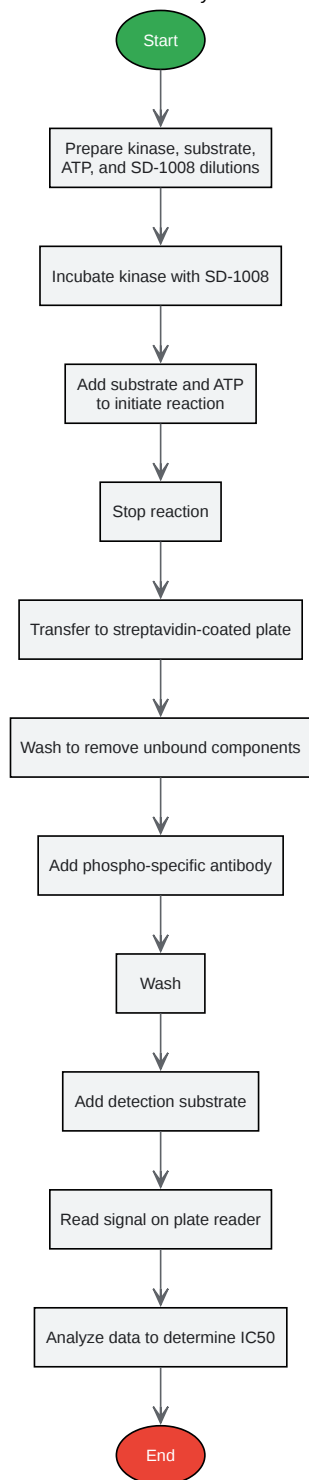 Start
Prepare kinase, substrate,
ATP, and SD-1008 dilutions
Incubate kinase with SD-1008
Add substrate and ATP
to initiate reaction
Stop reaction
Transfer to streptavidin-coated plate
Wash to remove unbound components
Add phospho-specific antibody
Wash
Add detection substrate
Read signal on plate reader
Analyze data to determine IC50
End